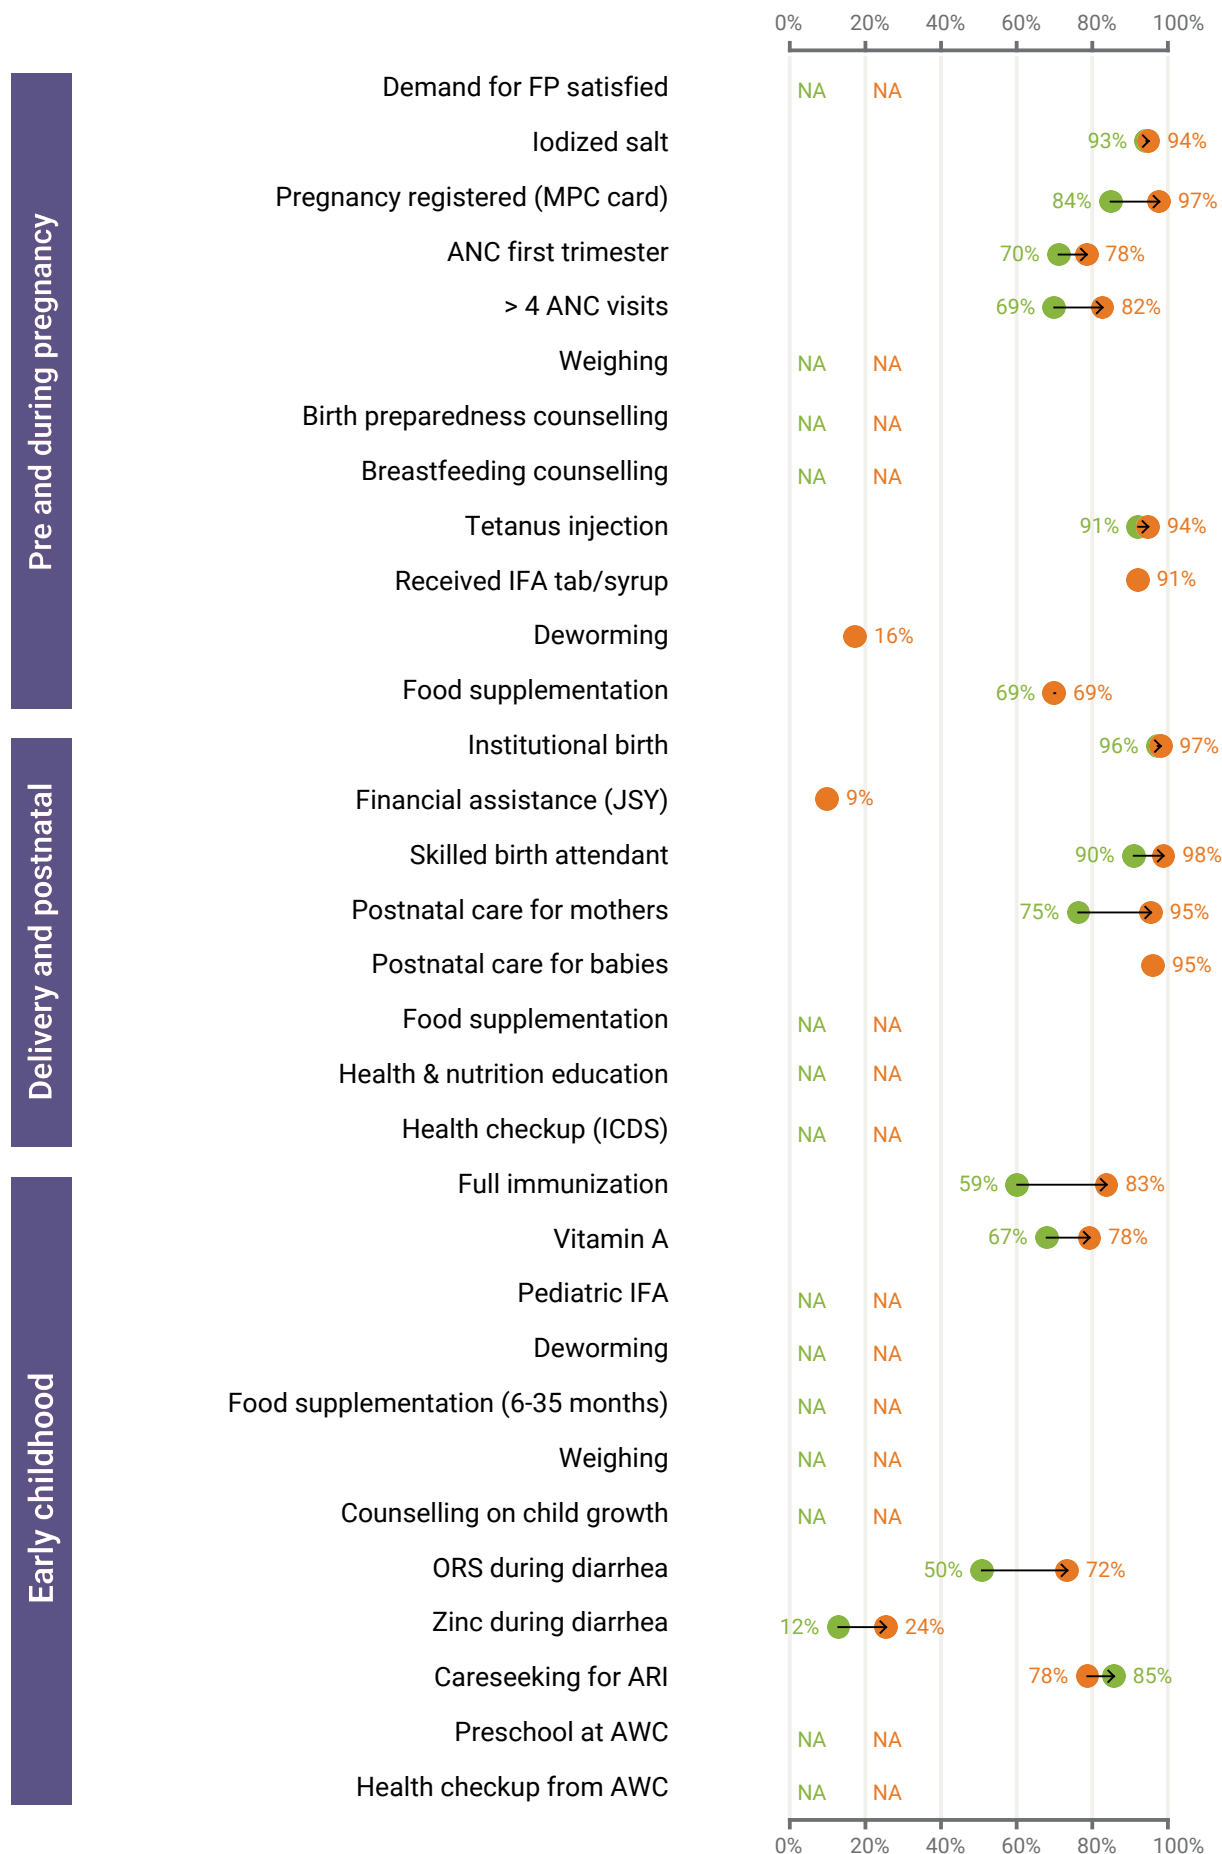 0% 20% 40% 60% 80% 100%
Pre and during pregnancy
Demand for FP satisfied NA NA
Iodized salt 93% 94%
Pregnancy registered (MPC card) 84% 97%
ANC first trimester 70% 78%
> 4 ANC visits 69% 82%
Weighing NA NA
Birth preparedness counselling NA NA
Breastfeeding counselling NA NA
Tetanus injection 91% 94%
Received IFA tab/syrup 91%
Deworming 16%
Food supplementation 69% 69%
Delivery and postnatal
Institutional birth 96% 97%
Financial assistance (JSY) 9%
Skilled birth attendant 90% 98%
Postnatal care for mothers 75% 95%
Postnatal care for babies 95%
Food supplementation NA NA
Health & nutrition education NA NA
Health checkup (ICDS) NA NA
Early childhood
Full immunization 59% 83%
Vitamin A 67% 78%
Pediatric IFA NA NA
Deworming NA NA
Food supplementation (6-35 months) NA NA
Weighing NA NA
Counselling on child growth NA NA
ORS during diarrhea 50% 72%
Zinc during diarrhea 12% 24%
Careseeking for ARI 78% 85%
Preschool at AWC NA NA
Health checkup from AWC NA NA
0% 20% 40% 60% 80% 100%